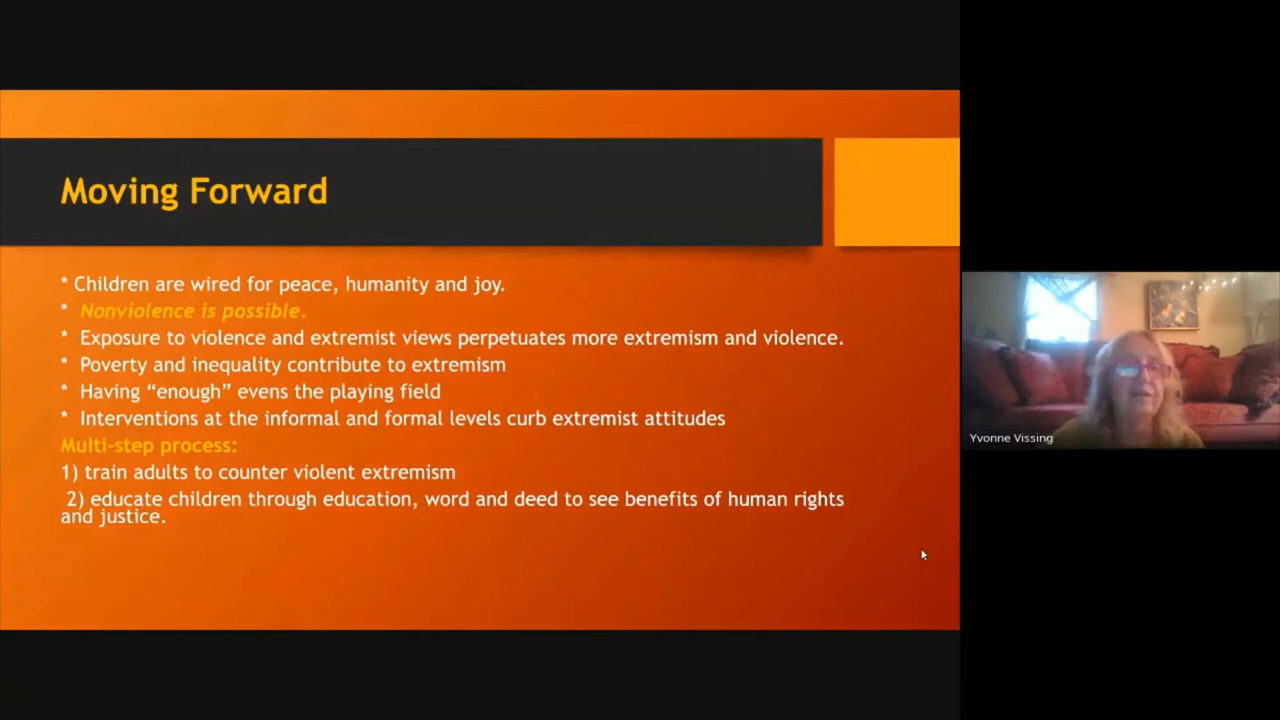 Moving Forward
* Children are wired for peace, humanity and joy.
* Nonviolence is possible.
* Exposure to violence and extremist views perpetuates more extremism and violence.
* Poverty and inequality contribute to extremism
* Having “enough” evens the playing field
* Interventions at the informal and formal levels curb extremist attitudes
Multi-step process:
1) train adults to counter violent extremism
2) educate children through education, word and deed to see benefits of human rights
and justice.
Yvonne Vissing